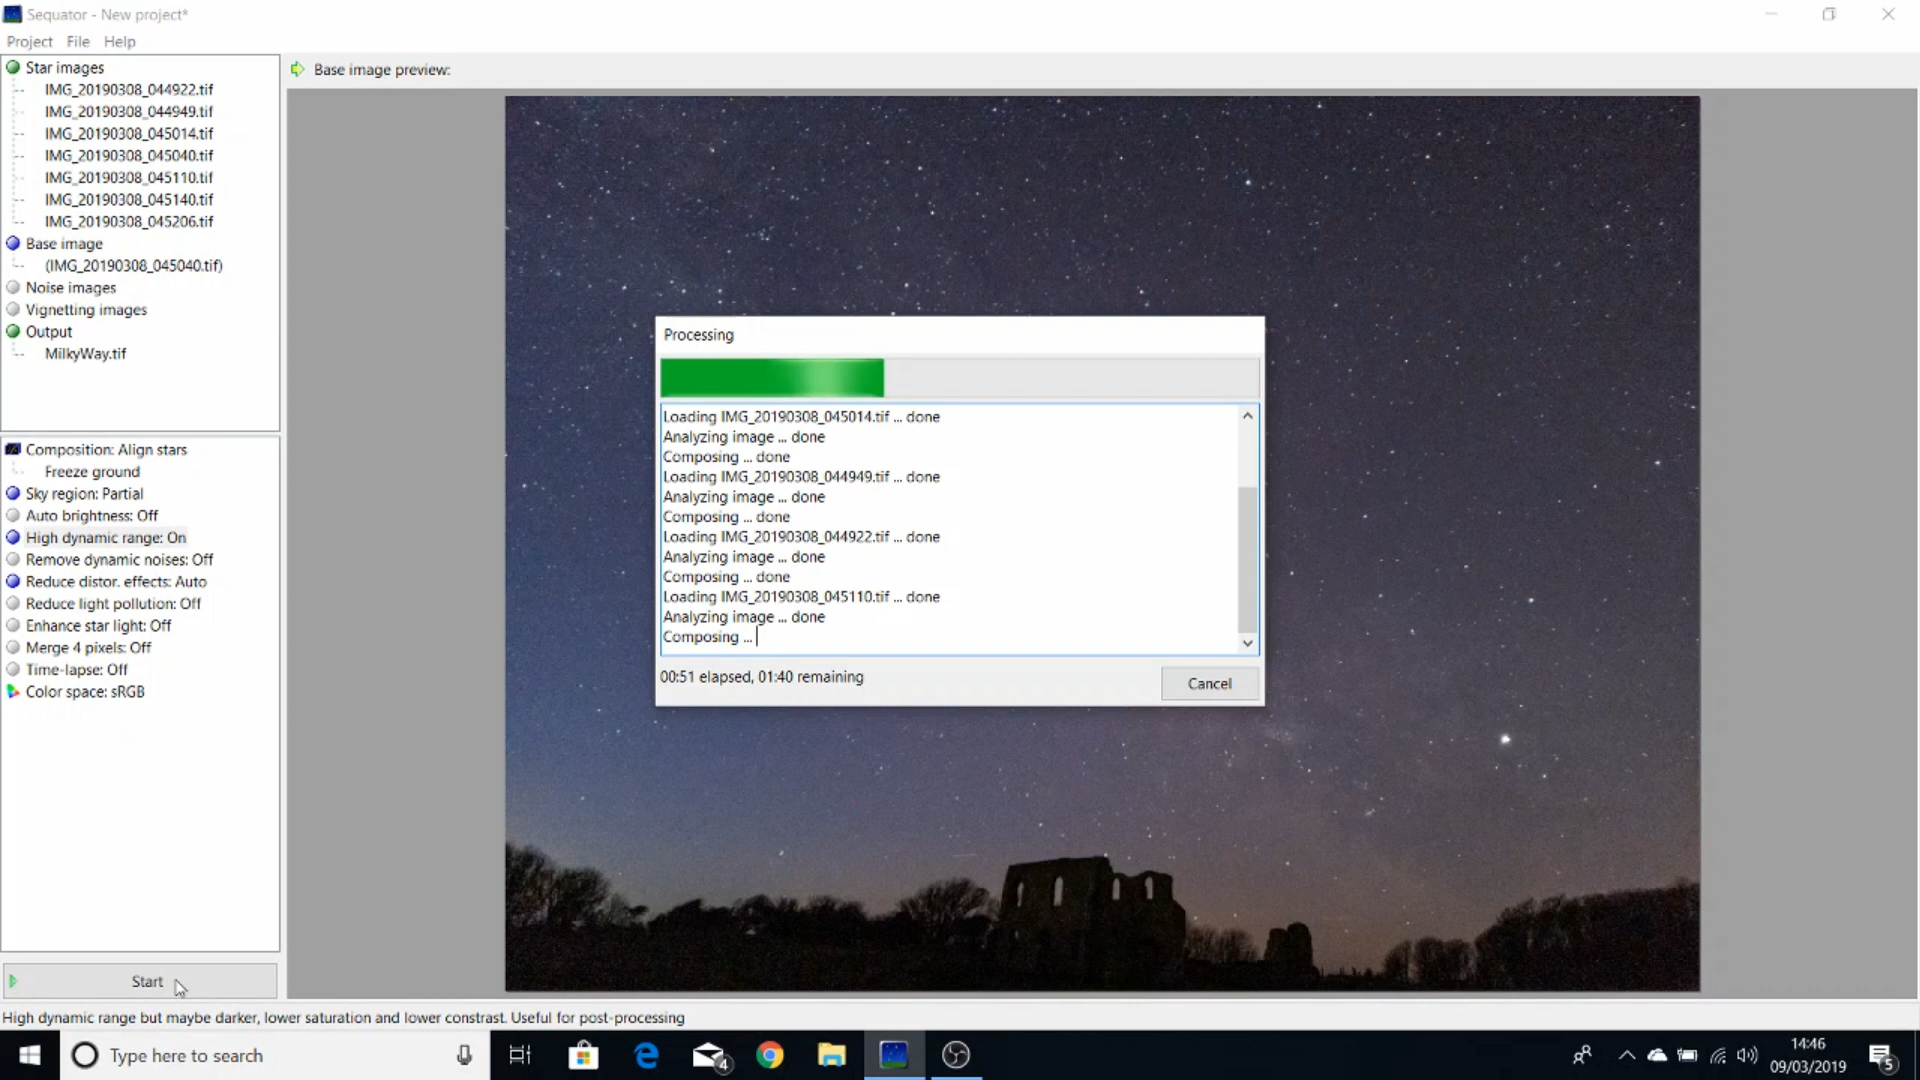 Sequator - New project*
Project File Help
Star images
IMG_20190308_044922.tif
IMG_20190308_044949.tif
IMG_20190308_045014.tif
IMG_20190308_045040.tif
IMG_20190308_045110.tif
IMG_20190308_045140.tif
IMG_20190308_045206.tif
Base image
(IMG_20190308_045040.tif)
Noise images
Vignetting images
Output
MilkyWay.tif
Composition: Align stars
Freeze ground
Sky region: Partial
Auto brightness: Off
High dynamic range: On
Remove dynamic noises: Off
Reduce distor. effects: Auto
Reduce light pollution: Off
Enhance star light: Off
Merge 4 pixels: Off
Time-lapse: Off
Color space: sRGB
Start
Base image preview:
Processing
Loading IMG_20190308_045014.tif ... done
Analyzing image ... done
Composing ... done
Loading IMG_20190308_044949.tif ... done
Analyzing image ... done
Composing ... done
Loading IMG_20190308_044922.tif ... done
Analyzing image ... done
Composing ... done
Loading IMG_20190308_045110.tif ... done
Analyzing image ... done
Composing ...
00:51 elapsed, 01:40 remaining
Cancel
High dynamic range but maybe darker, lower saturation and lower constrast. Useful for post-processing
Type here to search
4
14:46
09/03/2019
5